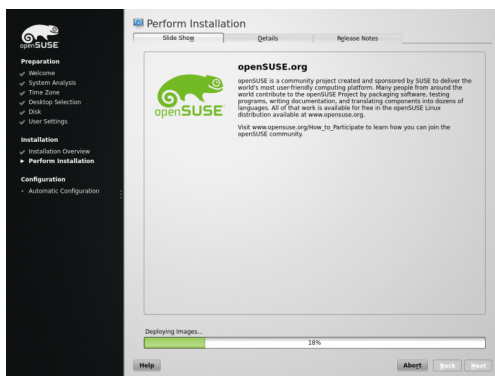 openSUSE
Preparation
Welcome
System Analysis
Time Zone
Desktop Selection
Disk
User Settings
Installation
Installation Overview
Perform Installation
Configuration
Automatic Configuration
Perform Installation
Slide Show
Details
Release Notes
openSUSE
openSUSE.org
openSUSE is a community project created and sponsored by SUSE to deliver the
world's most user-friendly computing platform. Many people from around the
world contribute to the openSUSE Project by packaging software, testing
programs, writing documentation, and translating components into dozens of
languages. All of that work is available for free in the openSUSE Linux
distribution available at www.opensuse.org.
Visit www.opensuse.org/How_to_Participate to learn how you can join the
openSUSE community.
Deploying Images...
18%
Help
Abort
Back
Next